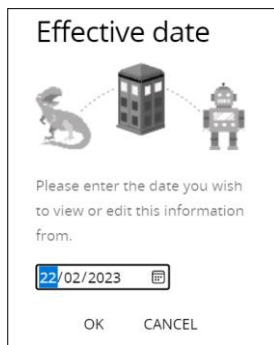 Effective date
Please enter the date you wish
to view or edit this information
from.
22/02/2023
OK CANCEL